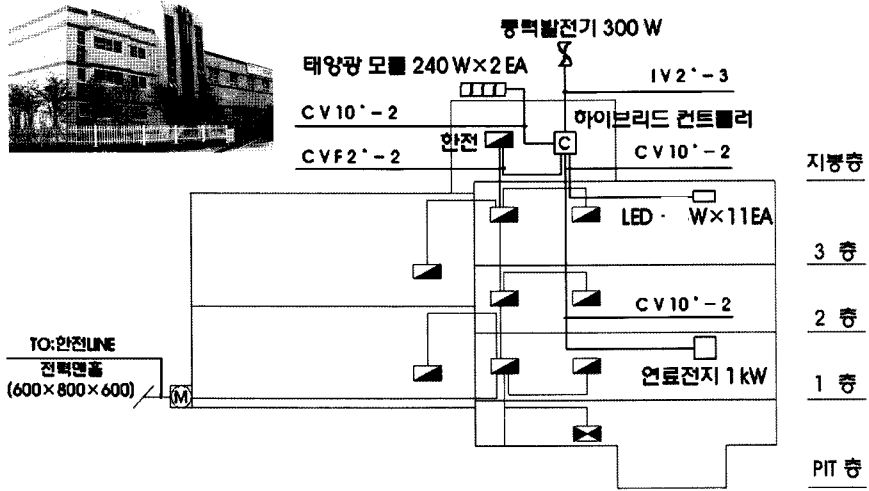 풍력발전기 300 W
태양광 모듈 240 W×2 EA
IV 2˚-3
CV 10˚-2
하이브리드 컨트롤러
한전
C
CVF 2˚-2
CV 10˚-2
지붕층
LED · W×11EA
3 층
CV 10˚-2
2 층
TO:한전LINE
전력맨홀
(600×800×600)
M
연료전지 1 kW
1 층
PIT 층